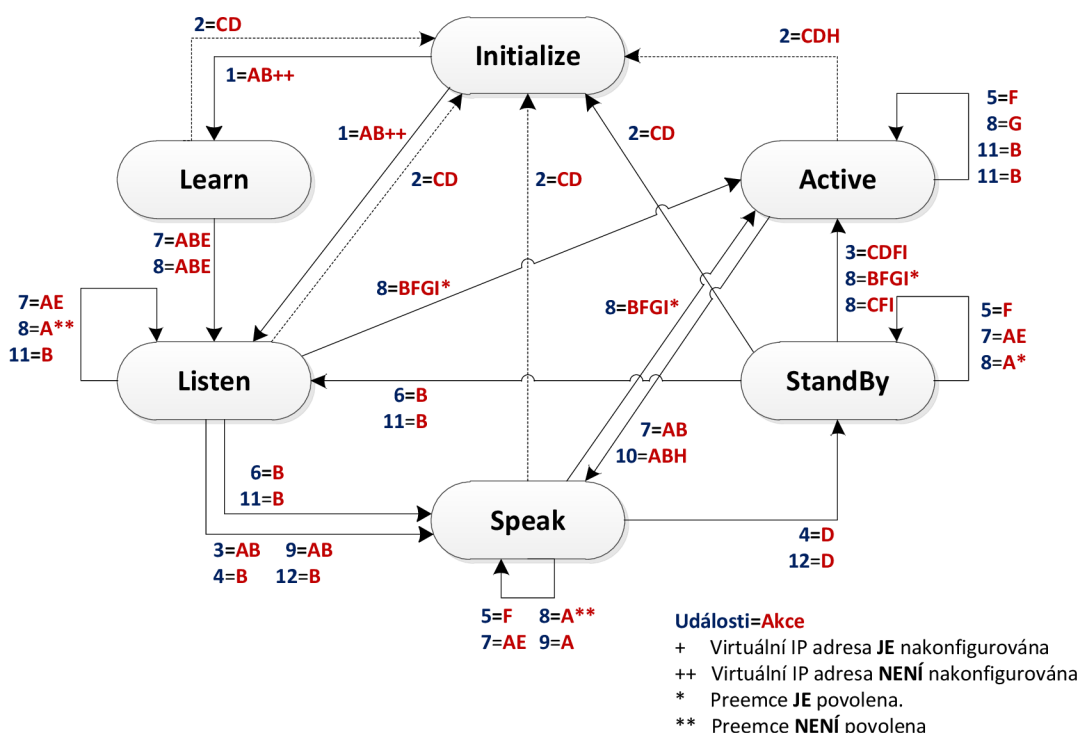 2=CD
Initialize
2=CDH
1=AB++
1=AB++
2=CD
2=CD
2=CD
5=F
8=G
11=B
11=B
Learn
Active
7=ABE
8=ABE
3=CDFI
8=BFGI*
8=CFI
8=BFGI*
8=BFGI*
7=AE
8=A**
11=B
5=F
7=AE
8=A*
Listen
StandBy
6=B
11=B
7=AB
10=ABH
6=B
11=B
Speak
3=AB 9=AB
4=B 12=B
4=D
12=D
5=F 8=A**
7=AE 9=A
Události=Akce
+ Virtuální IP adresa JE nakonfigurována
++ Virtuální IP adresa NENÍ nakonfigurována
* Preemce JE povolena.
** Preemce NENÍ povolena